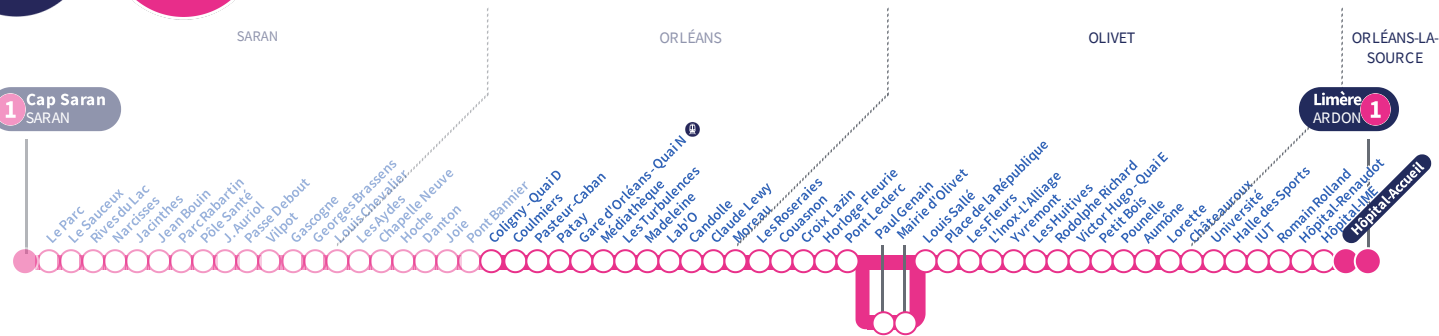 SARAN
ORLÉANS
OLIVET
ORLÉANS-LA-
SOURCE
1
Cap Saran
SARAN
Limère
ARDON
1
Le Parc
Le Sauceux
Rives du Lac
Narcisses
Jacinthes
Jean Bouin
Parc Rabartin
Pôle Santé
J. Auriol
Passe Debout
Vilpot
Gascogne
Georges Brassens
Louis Chevalier
Les Aydes
Chapelle Neuve
Hoche
Danton
Joie
Pont Bannier
Coligny - Quai D
Coulmiers
Pasteur-Caban
Patay
Gare d'Orléans - Quai N
Médiathèque
Les Turbulences
Madeleine
Lab'O
Candolle
Claude Lewy
Moreau
Les Roseraies
Couasnon
Croix Lazin
Horloge Fleurie
Pont Leclerc
Paul Genain
Mairie d'Olivet
Louis Sallé
Place de la République
Les Fleurs
L'Inox-L'Alliage
Yvremont
Les Huitives
Rodolphe Richard
Victor Hugo - Quai E
Petit Bois
Pournelle
Aumône
Lorette
Châteauroux
Université
Halle des Sports
IUT
Romain Rolland
Hôpital-Renaudot
Hôpital-IME
Hôpital-Accueil